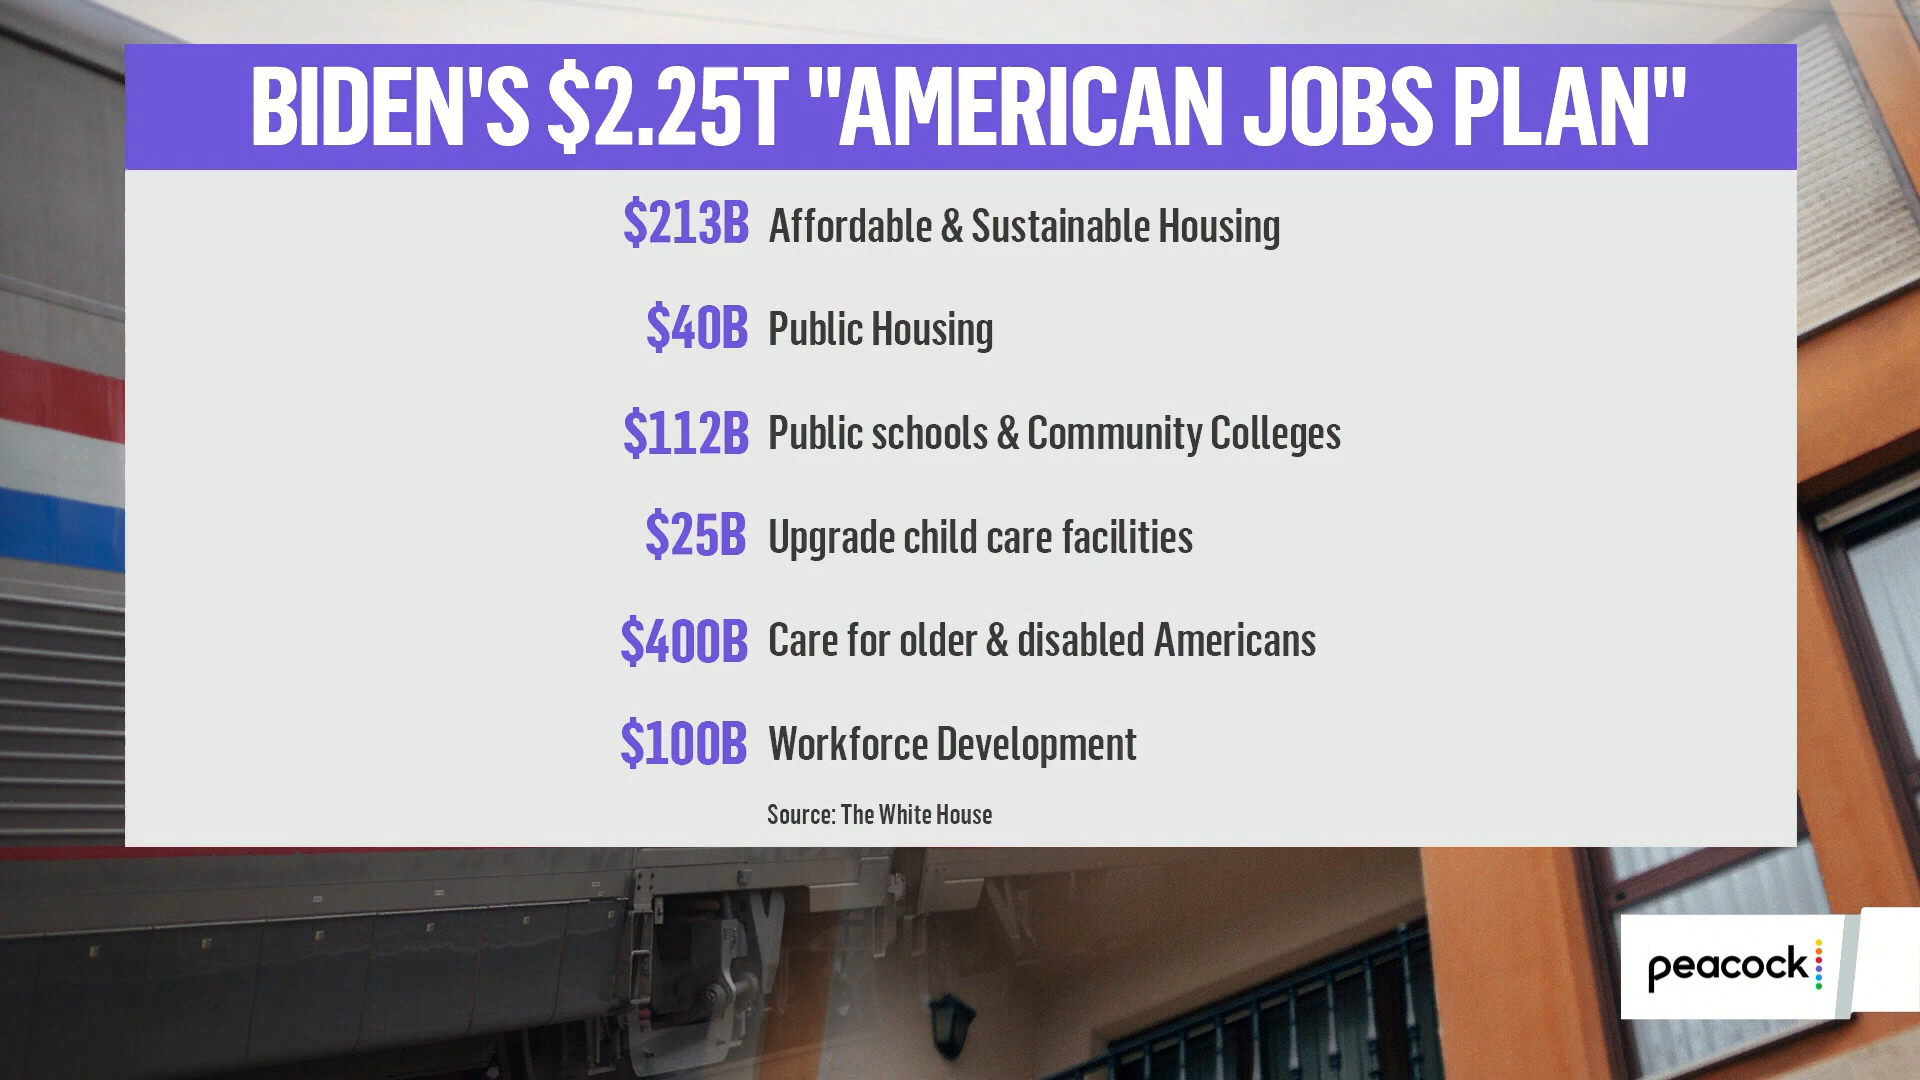 BIDEN'S $2.25T "AMERICAN JOBS PLAN"
$213B Affordable & Sustainable Housing
$40B Public Housing
$112B Public schools & Community Colleges
$25B Upgrade child care facilities
$400B Care for older & disabled Americans
$100B Workforce Development
Source: The White House
peacock